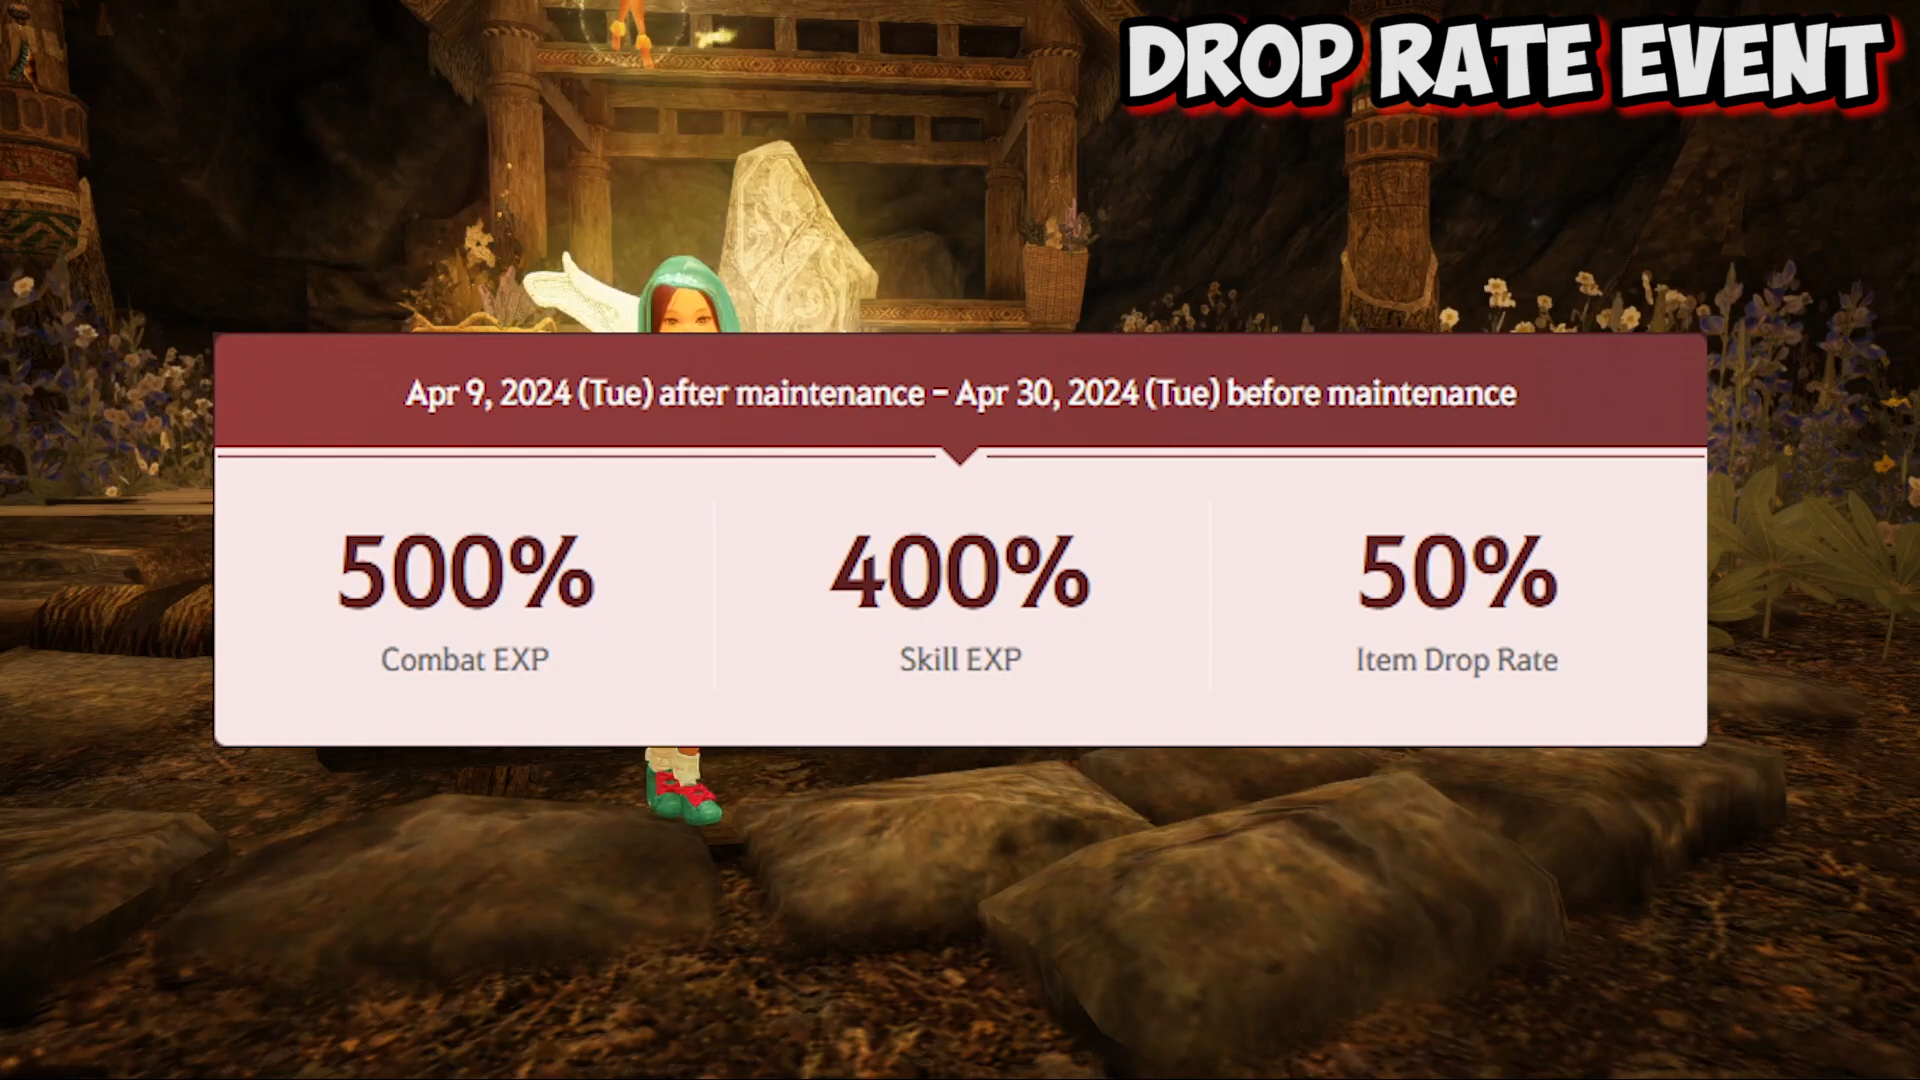 DROP RATE EVENT
Apr 9, 2024 (Tue) after maintenance – Apr 30, 2024 (Tue) before maintenance
500%
Combat EXP
400%
Skill EXP
50%
Item Drop Rate